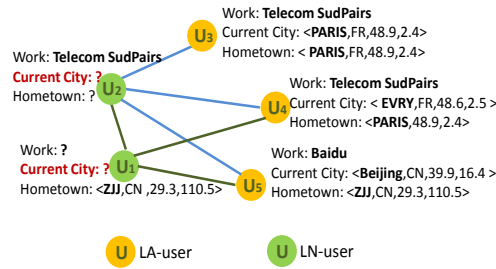 Work: Telecom SudPairs
U3
Current City: <PARIS,FR,48.9,2.4>
Hometown: < PARIS,FR,48.9,2.4>
Work: Telecom SudPairs
Current City: ?
U2
Hometown: ?
Work: Telecom SudPairs
U4
Current City: < EVRY,FR,48.6,2.5 >
Hometown: <PARIS,48.9,2.4>
Work: ?
Current City: ?
U1
Hometown: <ZJJ,CN ,29.3,110.5>
Work: Baidu
U5
Current City: <Beijing,CN,39.9,16.4 >
Hometown: <ZJJ,CN,29.3,110.5>
U LA-user
U LN-user